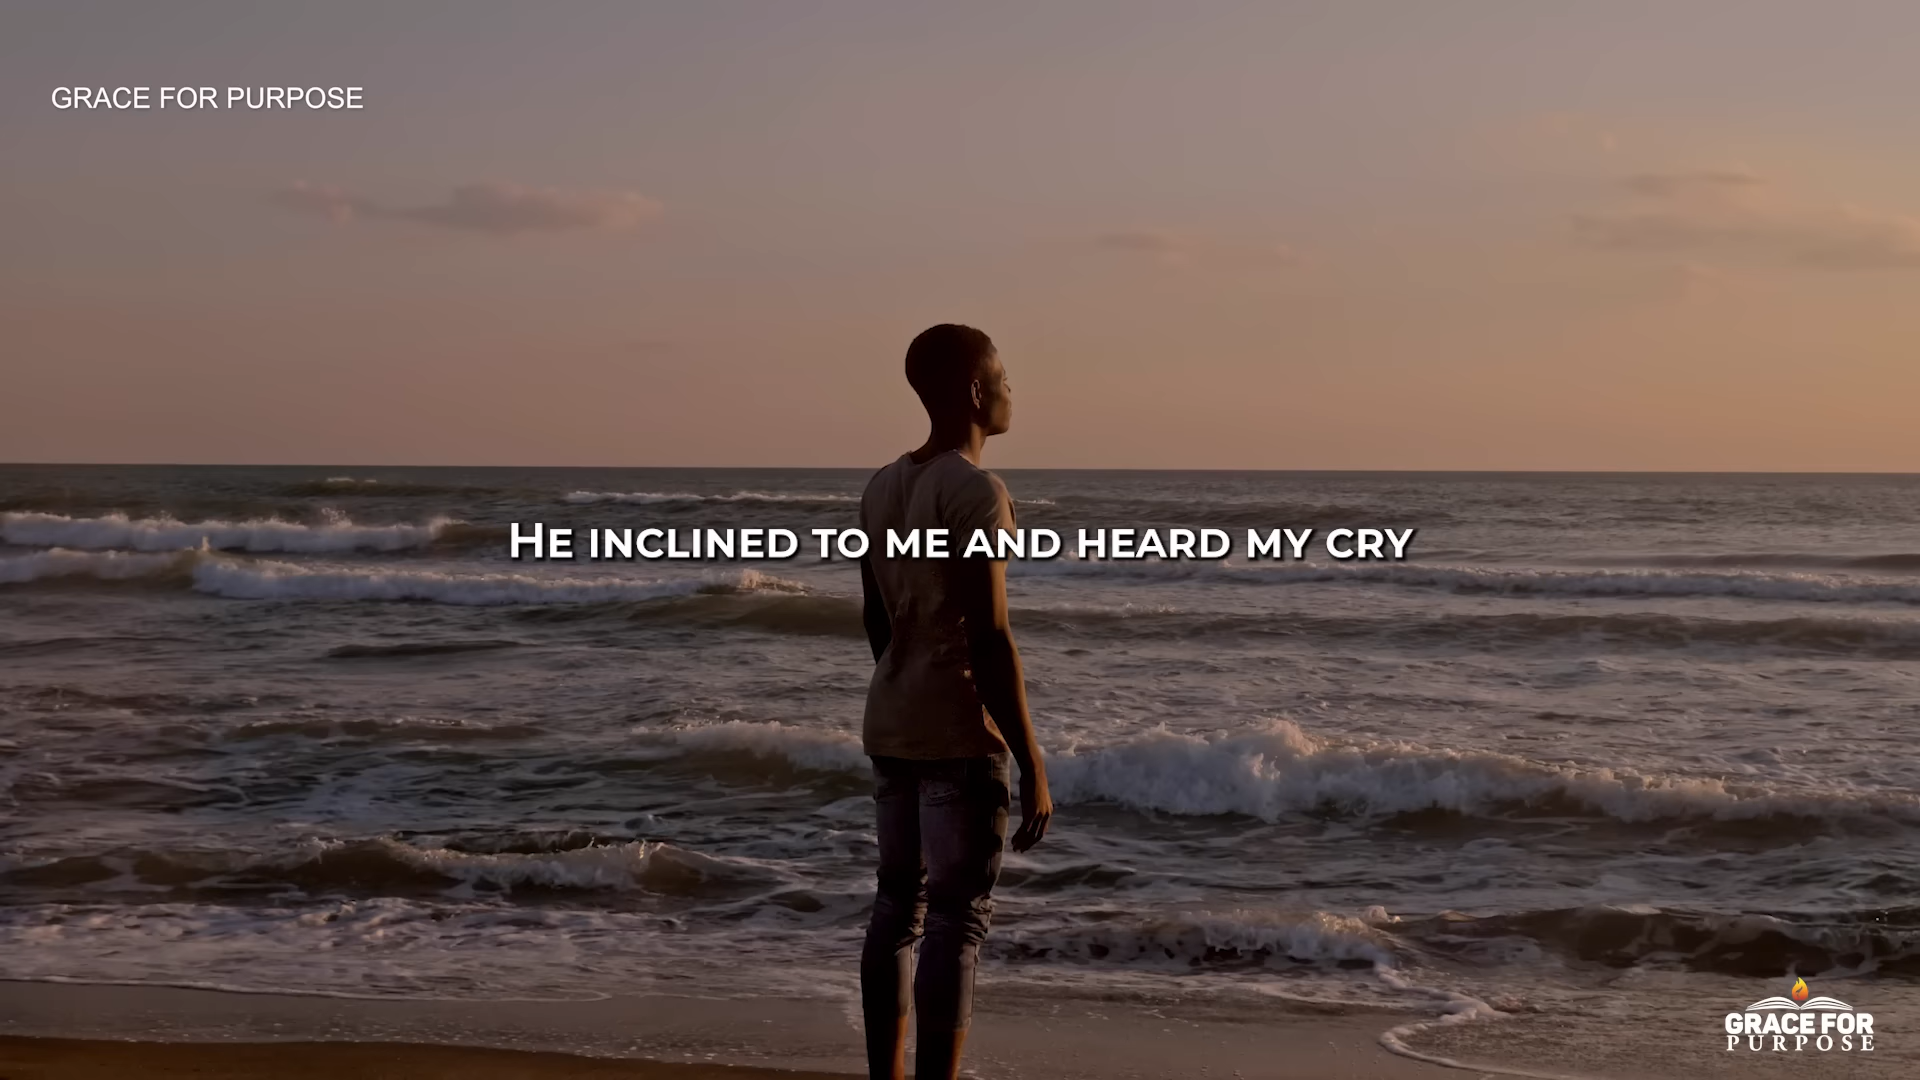 GRACE FOR PURPOSE
HE INCLINED TO ME AND HEARD MY CRY
GRACE FOR
PURPOSE